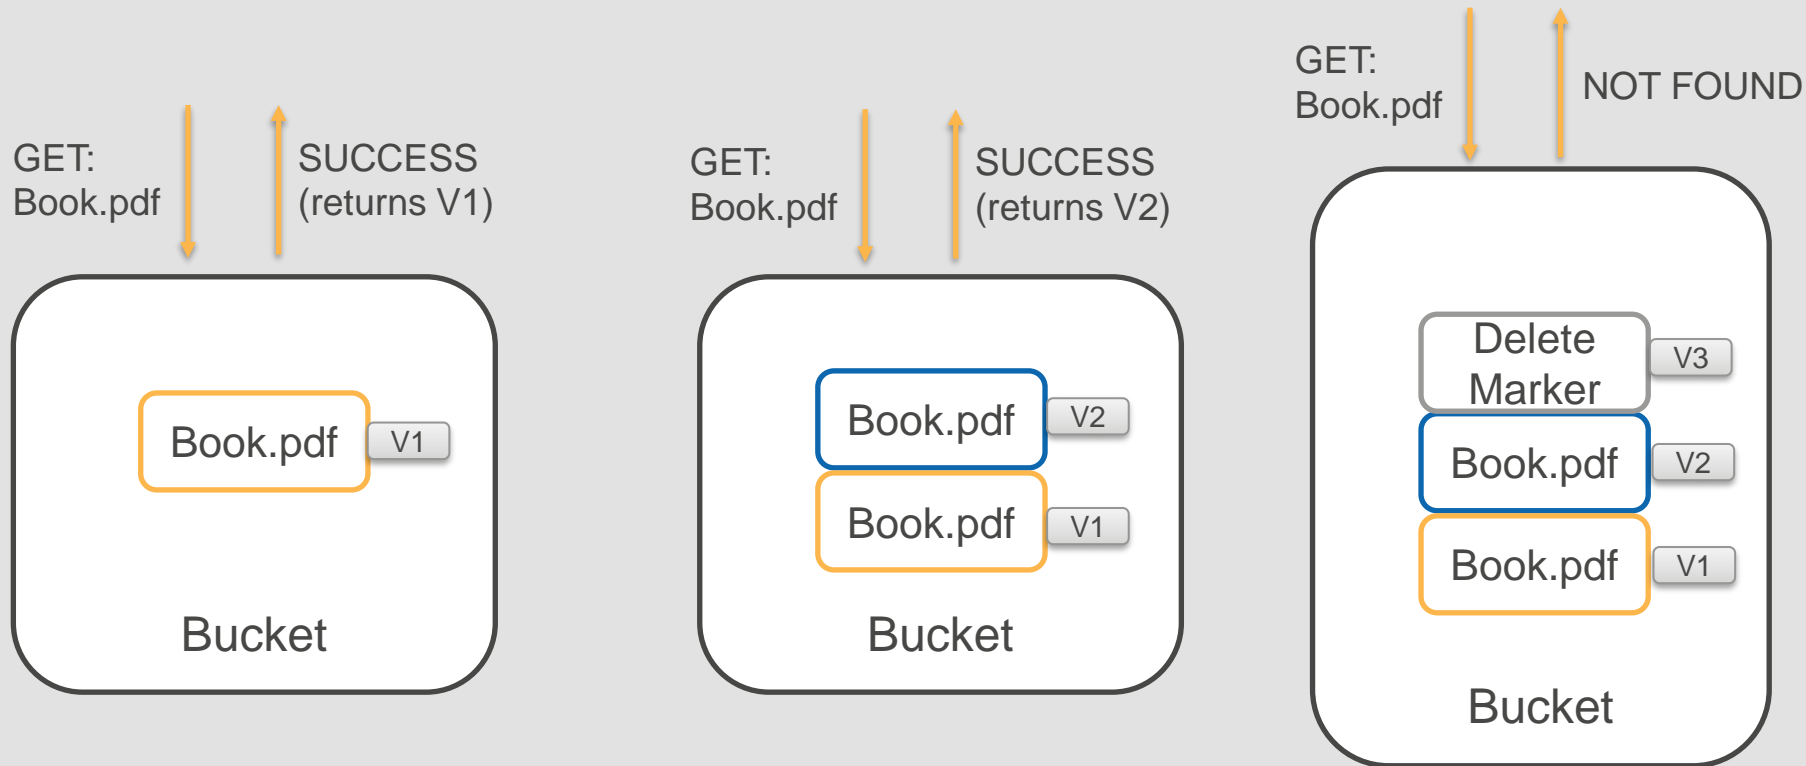 GET:
Book.pdf
SUCCESS
(returns V1)
Book.pdf
V1
Bucket
GET:
Book.pdf
SUCCESS
(returns V2)
Book.pdf
V2
Book.pdf
V1
Bucket
GET:
Book.pdf
NOT FOUND
Delete
Marker
V3
Book.pdf
V2
Book.pdf
V1
Bucket